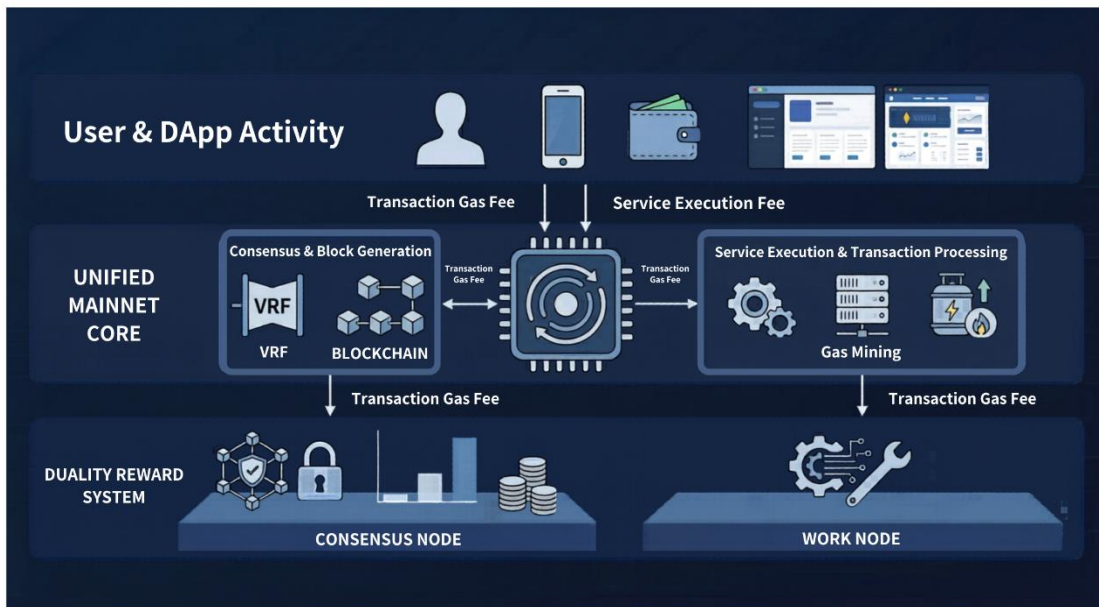 User & DApp Activity
Transaction Gas Fee
Service Execution Fee
UNIFIED
MAINNET
CORE
Consensus & Block Generation
VRF
VRF
BLOCKCHAIN
Transaction
Gas Fee
Transaction
Gas Fee
Service Execution & Transaction Processing
Gas Mining
Transaction Gas Fee
Transaction Gas Fee
DUALITY REWARD
SYSTEM
CONSENSUS NODE
WORK NODE